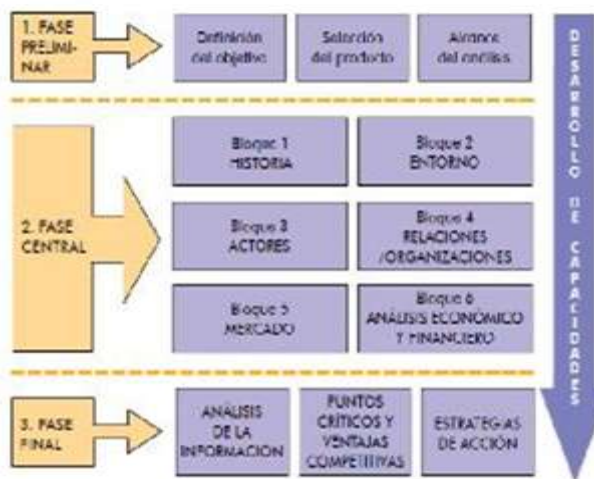 1. FASE
PRELIMI-
NAR
Definición
del objetivo
Selección
del producto
Alcance
del análisis
2. FASE
CENTRAL
Bloque 1
HISTORIA
Bloque 2
ENTORNO
Bloque 3
ACTORES
Bloque 4
RELACIONES
/ORGANIZACIONES
Bloque 5
MERCADO
Bloque 6
ANÁLISIS ECONÓMICO
Y FINANCIERO
3. FASE
FINAL
ANÁLISIS
DE LA
INFORMACIÓN
PUNTOS
CRÍTICOS Y
VENTAJAS
COMPETITIVAS
ESTRATEGIAS
DE ACCIÓN
DESARROLLO DE CAPACIDADES